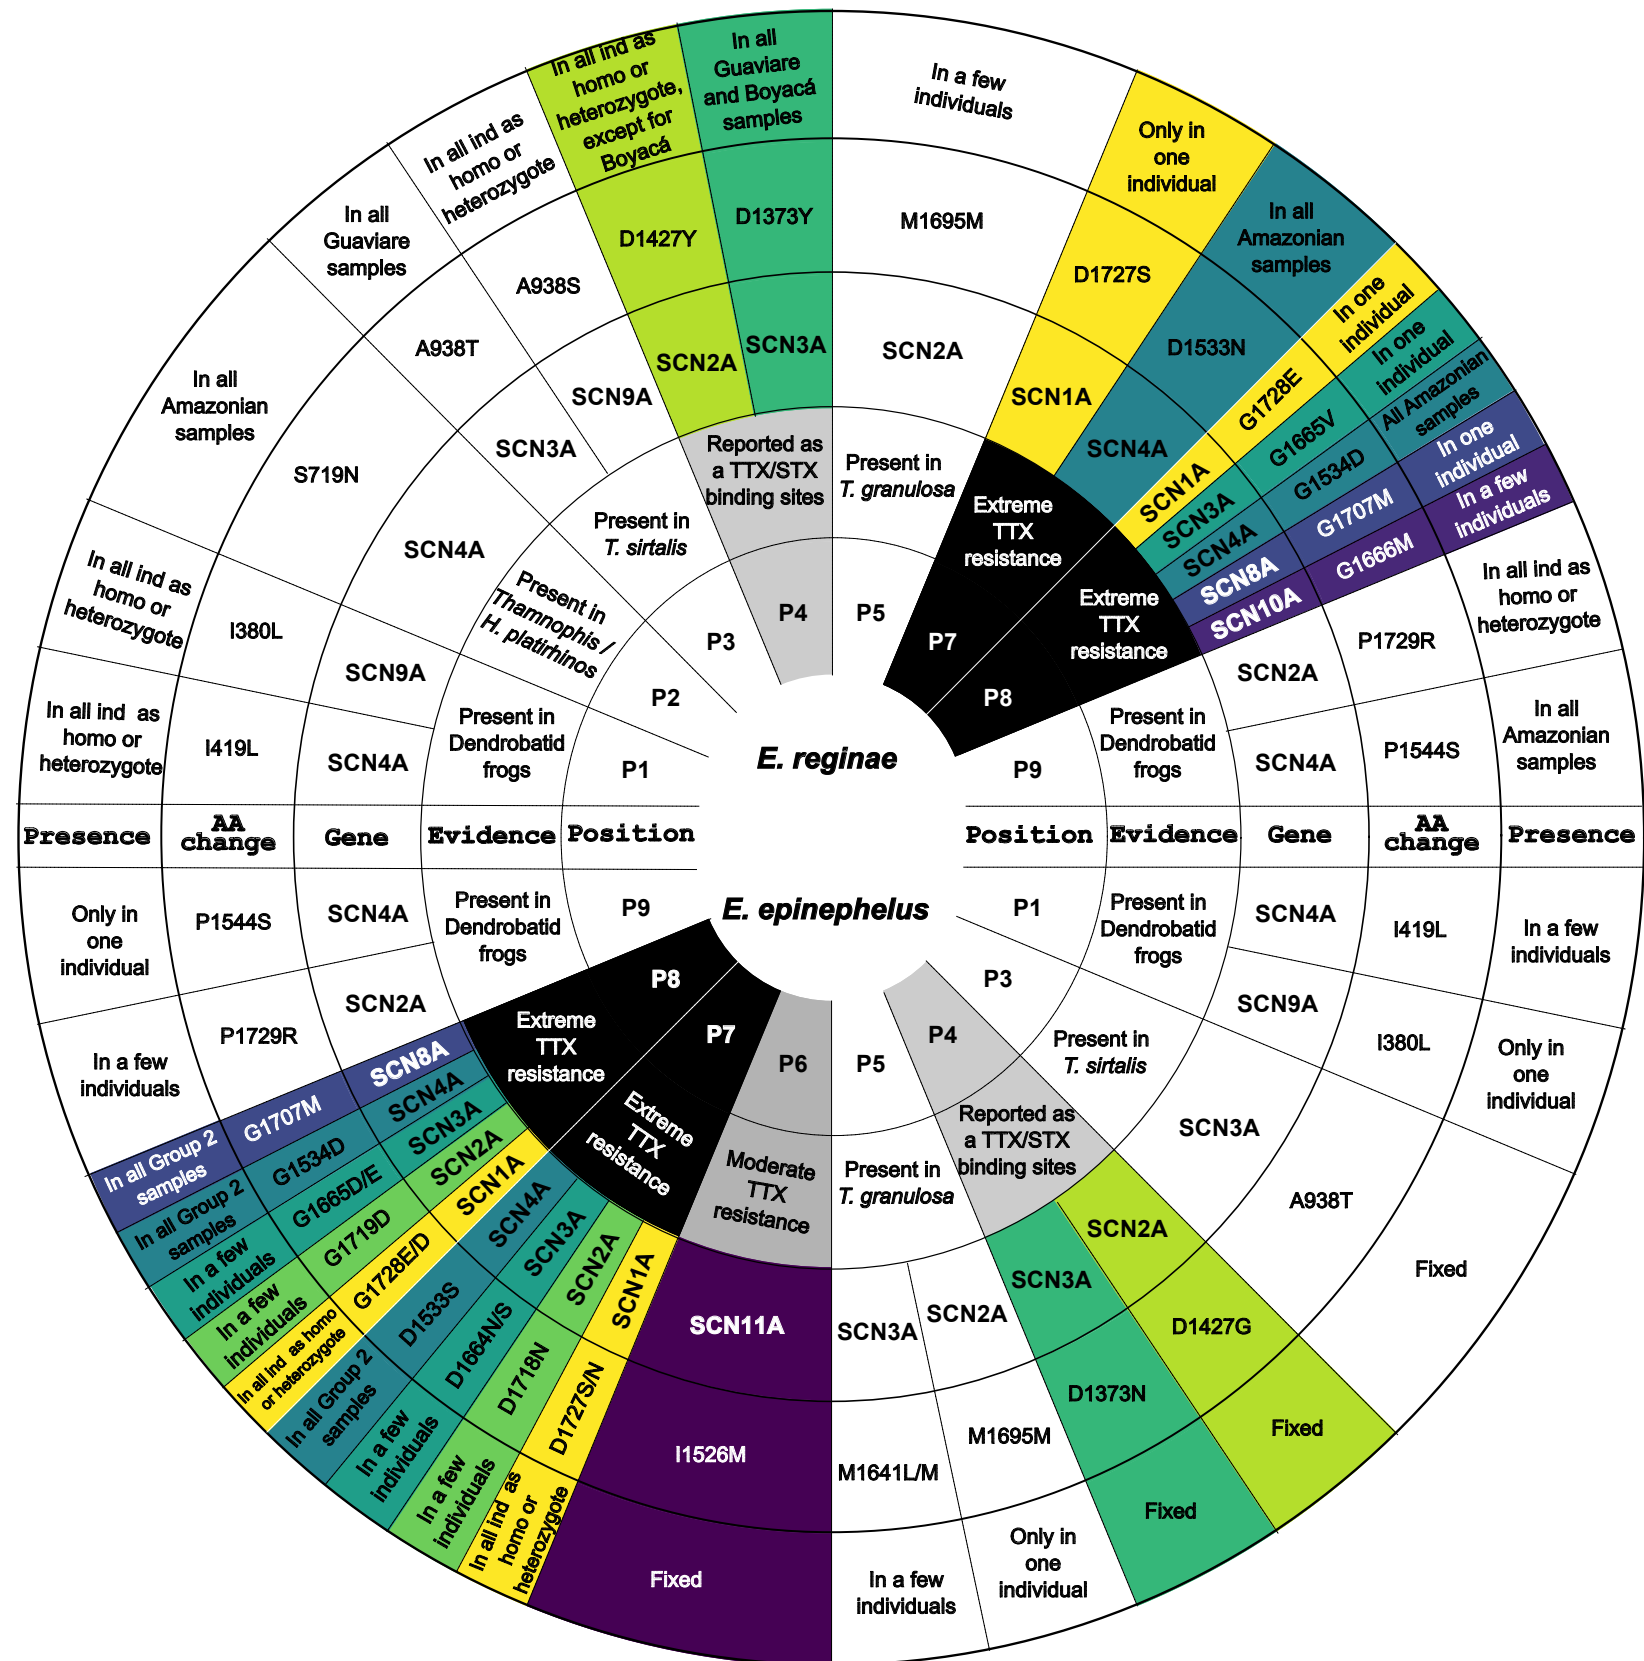 In all ind as
homo or
heterozygote,
except for
Boyacá
In all
Guaviare
and Boyacá
samples
In a few
individuals
Only in
one
individual
In all
Amazonian
samples
In one
individual
In one
individual
All Amazonian
samples
In one
individual
In a few
individuals
In all ind as
homo or
heterozygote
In all
Amazonian
samples
In all ind as
homo or
heterozygote
In all
Guaviare
samples
In all
Amazonian
samples
In all ind as
homo or
heterozygote
In all ind as
homo or
heterozygote
D1427Y
D1373Y
M1695M
D1727S
D1533N
G1728E
G1665V
G1534D
G1707M
G1666M
P1729R
P1544S
A938S
A938T
S719N
I380L
I419L
SCN2A
SCN3A
SCN2A
SCN1A
SCN4A
SCN1A
SCN3A
SCN4A
SCN8A
SCN10A
SCN2A
SCN4A
SCN9A
SCN3A
SCN4A
SCN9A
SCN4A
Reported as
a TTX/STX
binding sites
Present in
T. granulosa
Extreme
TTX
resistance
Extreme
TTX
resistance
Present in
Dendrobatid
frogs
Present in
T. sirtalis
Present in
Thamnophis /
H. platirhinos
Present in
Dendrobatid
frogs
P4
P5
P3
P7
P2
P8
P1
P9
E. reginae
Presence
AA
change
Gene
Evidence
Position
Position
Evidence
Gene
AA
change
Presence
E. epinephelus
P9
P1
P8
P3
P7
P4
P6
P5
Present in
Dendrobatid
frogs
Present in
Dendrobatid
frogs
Extreme
TTX
resistance
Present in
T. sirtalis
Extreme
TTX
resistance
Reported as
a TTX/STX
binding sites
Moderate
TTX
resistance
Present in
T. granulosa
SCN4A
SCN2A
SCN8A
SCN4A
SCN3A
SCN2A
SCN1A
SCN4A
SCN3A
SCN2A
SCN1A
SCN11A
SCN3A
SCN2A
SCN3A
SCN2A
SCN3A
SCN9A
SCN4A
P1544S
P1729R
G1707M
G1534D
G1665D/E
G1719D
G1728E/D
D1533S
D1664N/S
D1718N
D1727S/N
I1526M
M1641L/M
M1695M
D1373N
D1427G
A938T
I380L
I419L
Only in
one
individual
In a few
individuals
In all Group 2
samples
In all Group 2
samples
In a few
individuals
In a few
individuals
In all ind as homo
or heterozygote
In all Group 2
samples
In a few
individuals
In a few
individuals
In all ind as
homo or
heterozygote
Fixed
In a few
individuals
Only in
one
individual
Fixed
Fixed
Fixed
Only in
one
individual
In a few
individuals